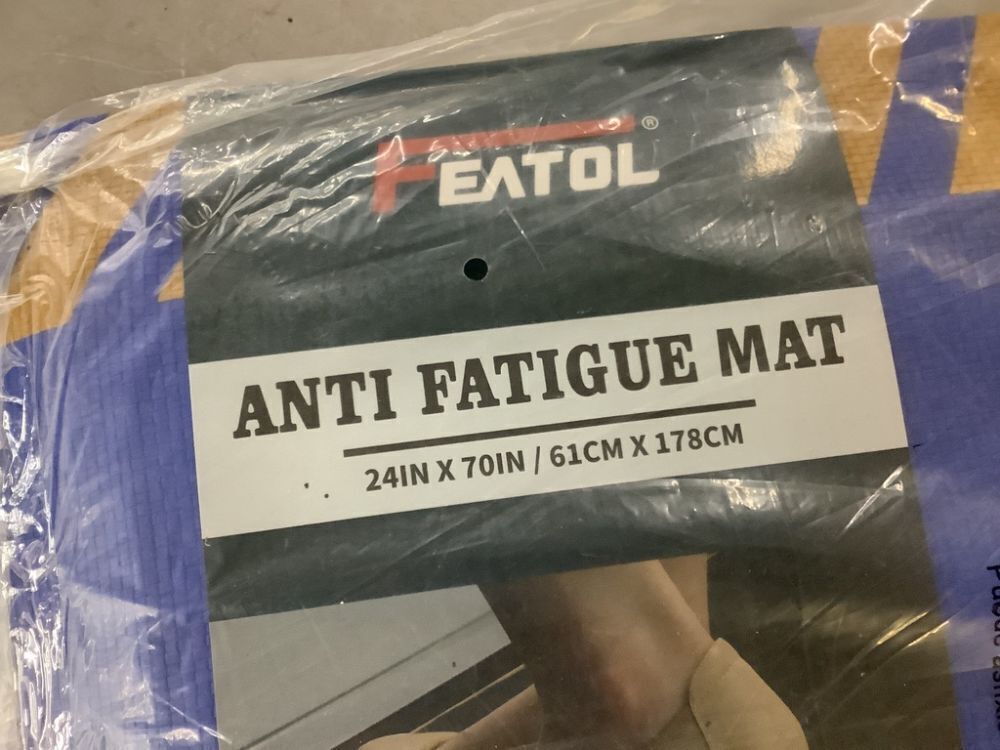 FEATOL®
ANTI FATIGUE MAT
24IN X 70IN / 61CM X 178CM